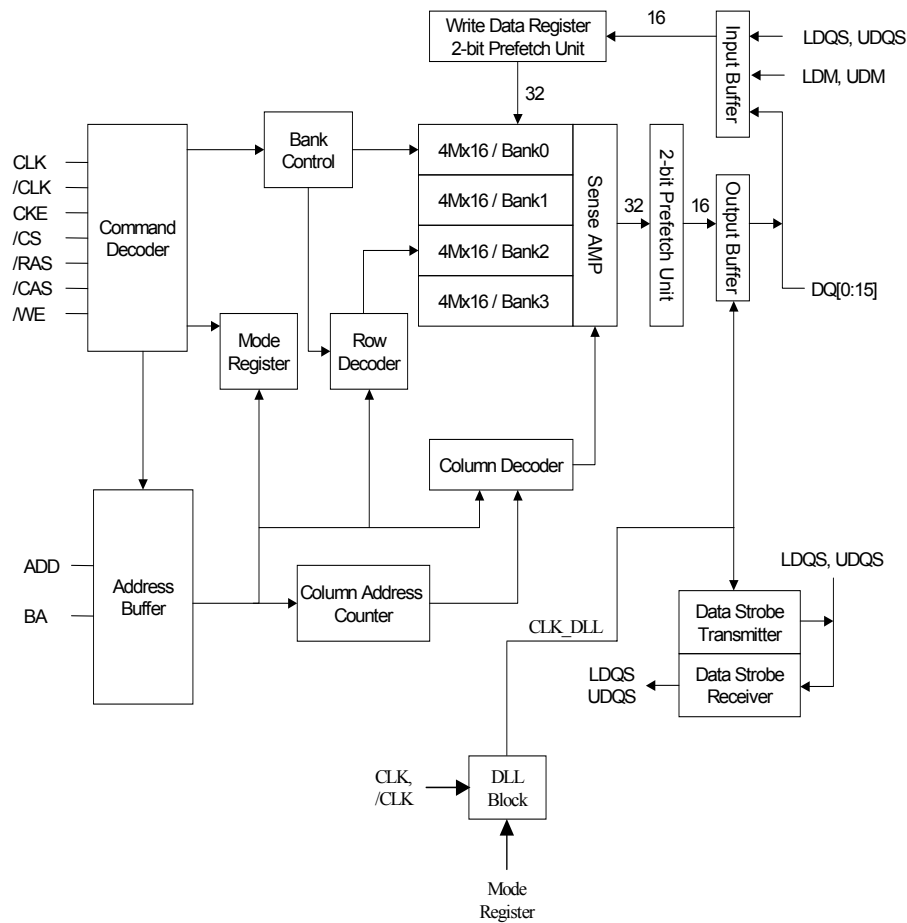 Write Data Register
2-bit Prefetch Unit
16
Input Buffer
LDQS, UDQS
LDM, UDM
32
Bank
Control
4Mx16 / Bank0
4Mx16 / Bank1
4Mx16 / Bank2
4Mx16 / Bank3
Sense AMP
32
2-bit Prefetch Unit
16
Output Buffer
DQ[0:15]
CLK
/CLK
CKE
/CS
/RAS
/CAS
/WE
Command
Decoder
Mode
Register
Row
Decoder
Column Decoder
ADD
BA
Address
Buffer
Column Address
Counter
CLK_DLL
LDQS, UDQS
Data Strobe
Transmitter
Data Strobe
Receiver
LDQS
UDQS
CLK,
/CLK
DLL
Block
Mode
Register